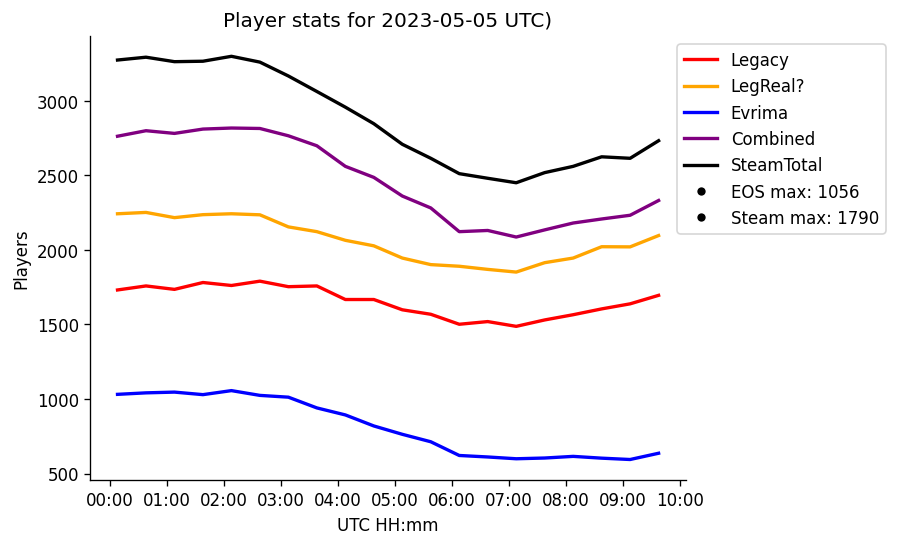 Player stats for 2023-05-05 UTC)
Players
3000
2500
2000
1500
1000
500
00:00 01:00 02:00 03:00 04:00 05:00 06:00 07:00 08:00 09:00 10:00
UTC HH:mm
Legacy
LegReal?
Evrima
Combined
SteamTotal
EOS max: 1056
Steam max: 1790